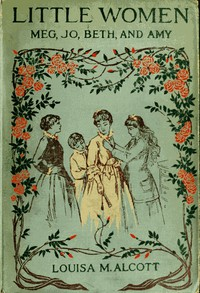 LITTLE WOMEN
MEG, JO, BETH, AND AMY
LOUISA M. ALCOTT